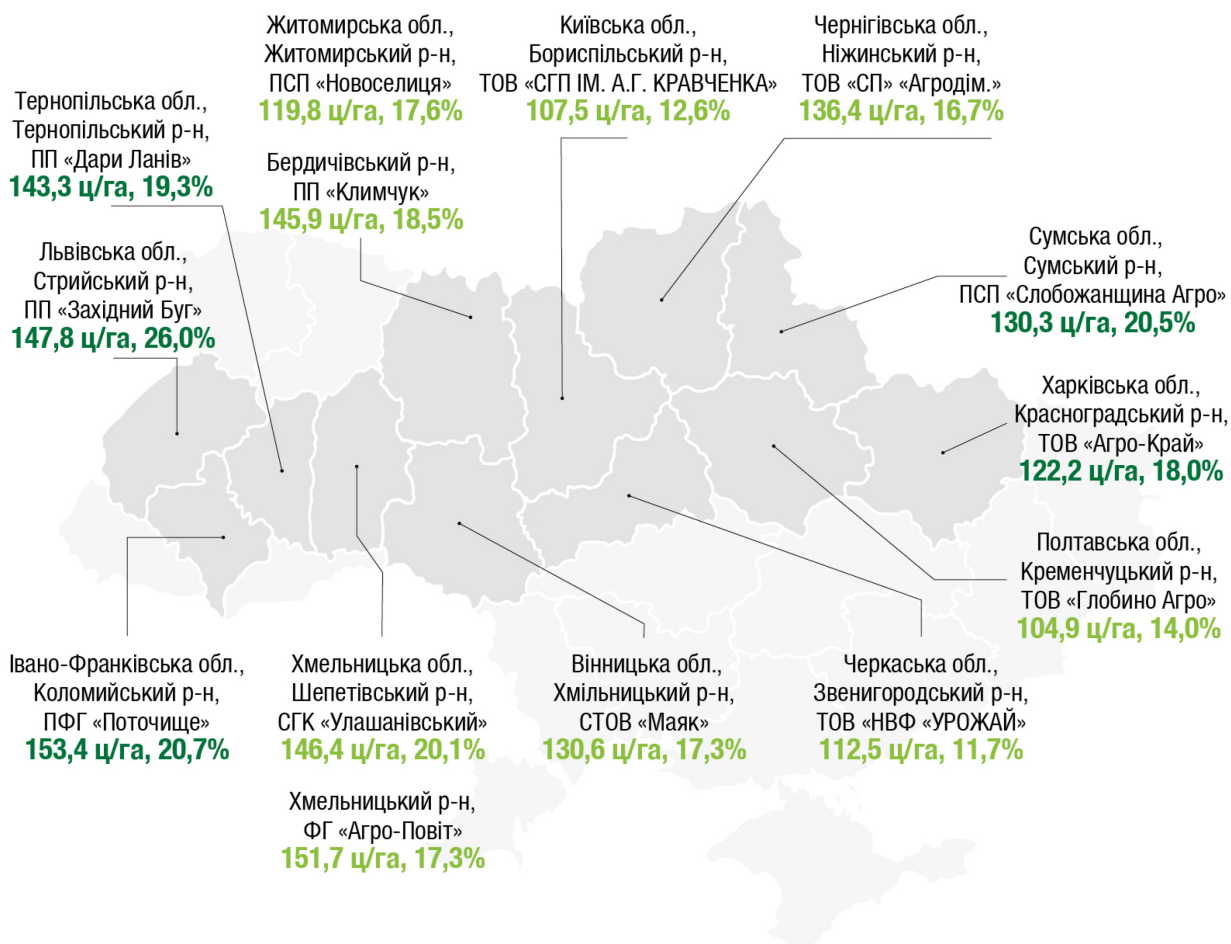 Житомирська обл.,
Житомирський р-н,
ПСП «Новоселиця»
119,8 ц/га, 17,6%
Київська обл.,
Бориспільський р-н,
ТОВ «СГП ІМ. А.Г. КРАВЧЕНКА»
107,5 ц/га, 12,6%
Чернігівська обл.,
Ніжинський р-н,
ТОВ «СП» «Агродім.»
136,4 ц/га, 16,7%
Тернопільська обл.,
Тернопільський р-н,
ПП «Дари Ланів»
143,3 ц/га, 19,3%
Бердичівський р-н,
ПП «Климчук»
145,9 ц/га, 18,5%
Львівська обл.,
Стрийський р-н,
ПП «Західний Буг»
147,8 ц/га, 26,0%
Сумська обл.,
Сумський р-н,
ПСП «Слобожанщина Агро»
130,3 ц/га, 20,5%
Харківська обл.,
Красноградський р-н,
ТОВ «Агро-Край»
122,2 ц/га, 18,0%
Полтавська обл.,
Кременчуцький р-н,
ТОВ «Глобино Агро»
104,9 ц/га, 14,0%
Івано-Франківська обл.,
Коломийський р-н,
ПФГ «Поточище»
153,4 ц/га, 20,7%
Хмельницька обл.,
Шепетівський р-н,
СГК «Улашанівський»
146,4 ц/га, 20,1%
Хмельницький р-н,
ФГ «Агро-Повіт»
151,7 ц/га, 17,3%
Вінницька обл.,
Хмільницький р-н,
СТОВ «Маяк»
130,6 ц/га, 17,3%
Черкаська обл.,
Звенигородський р-н,
ТОВ «НВФ «УРОЖАЙ»
112,5 ц/га, 11,7%